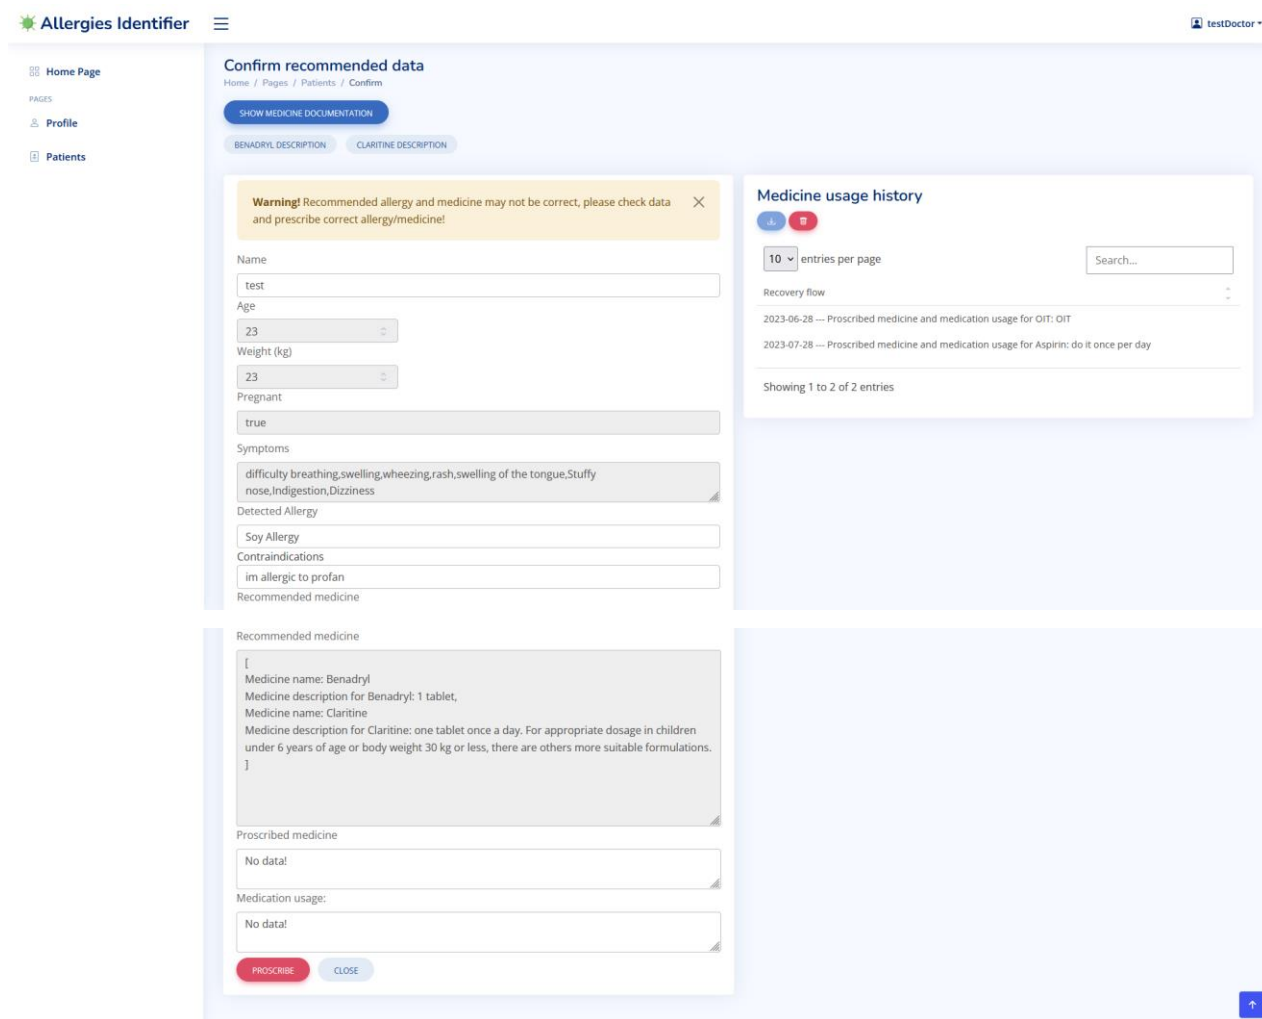 Allergies Identifier
testDoctor
Home Page
PAGES
Profile
Patients
Confirm recommended data
Home / Pages / Patients / Confirm
SHOW MEDICINE DOCUMENTATION
BENADRYL DESCRIPTION
CLARITINE DESCRIPTION
Warning! Recommended allergy and medicine may not be correct, please check data
and prescribe correct allergy/medicine!
Name
test
Age
23
Weight (kg)
23
Pregnant
true
Symptoms
difficulty breathing,swelling,wheezing,rash,swelling of the tongue,Stuffy
nose,Indigestion,Dizziness
Detected Allergy
Soy Allergy
Contraindications
im allergic to profan
Recommended medicine
Medicine usage history
10 entries per page
Search...
Recovery flow
2023-06-28 --- Proscribed medicine and medication usage for OIT: OIT
2023-07-28 --- Proscribed medicine and medication usage for Aspirin: do it once per day
Showing 1 to 2 of 2 entries
Recommended medicine
[
Medicine name: Benadryl
Medicine description for Benadryl: 1 tablet,
Medicine name: Claritine
Medicine description for Claritine: one tablet once a day. For appropriate dosage in children
under 6 years of age or body weight 30 kg or less, there are others more suitable formulations.
]
Proscribed medicine
No data!
Medication usage:
No data!
PROSCRIBE
CLOSE